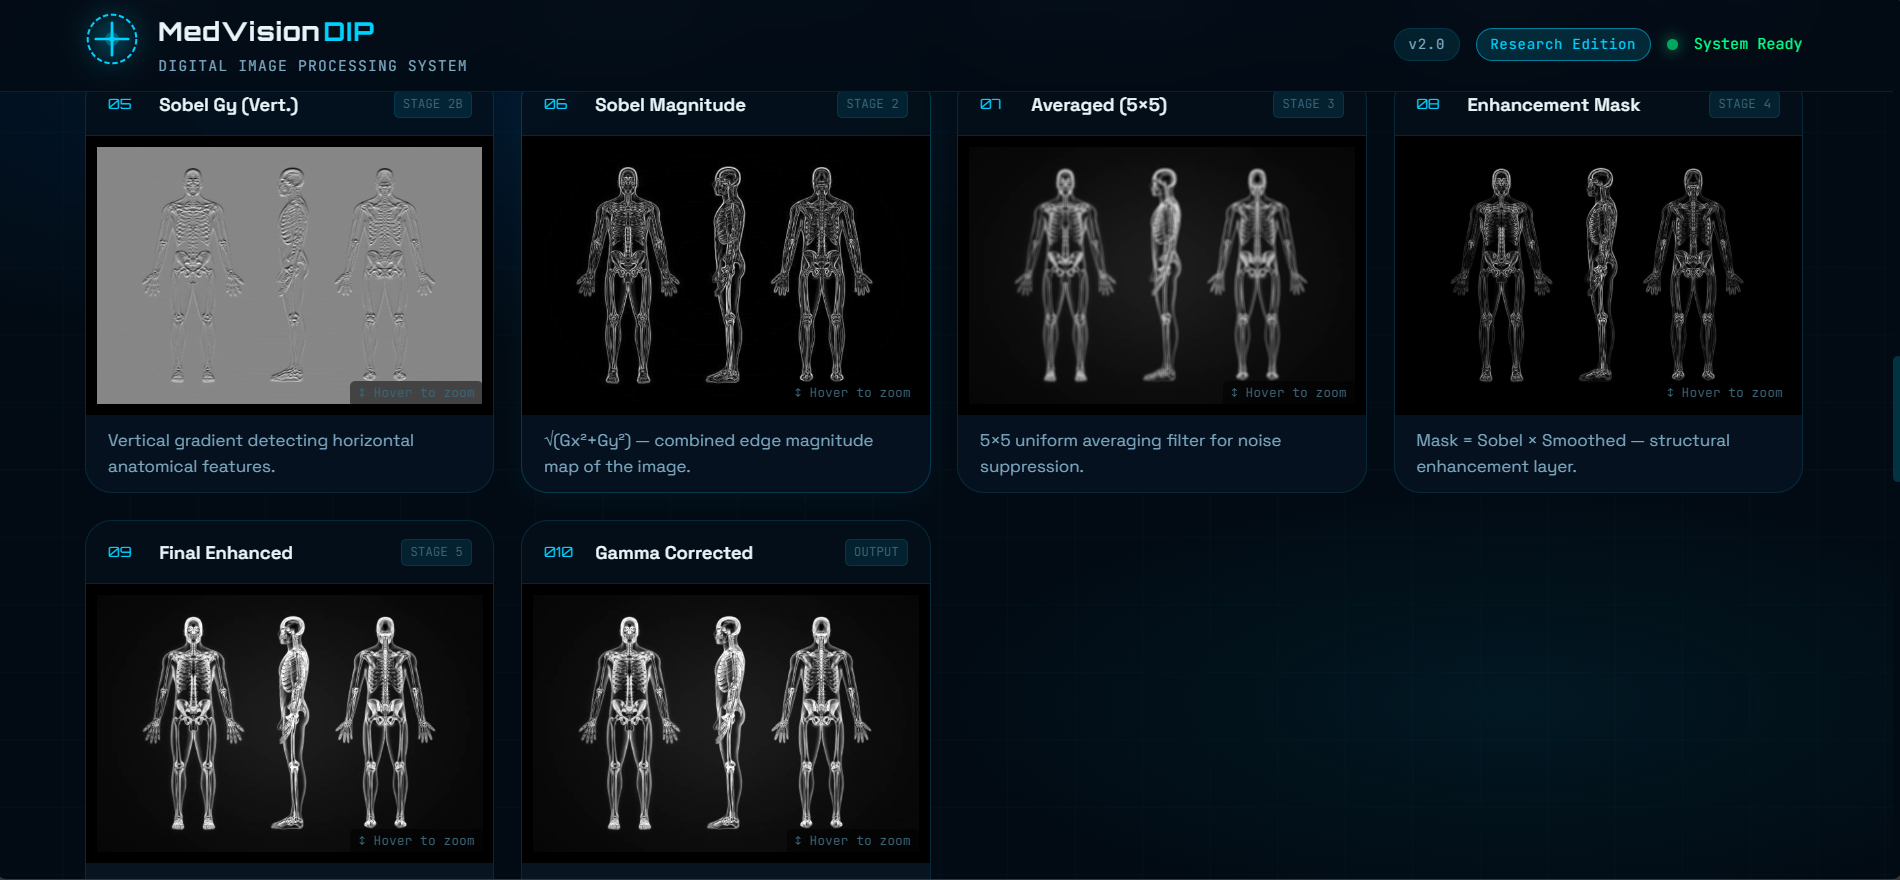 MedVision DIP
DIGITAL IMAGE PROCESSING SYSTEM
v2.0
Research Edition
System Ready
05 Sobel Gy (Vert.) STAGE 2B
06 Sobel Magnitude STAGE 2
07 Averaged (5×5) STAGE 3
08 Enhancement Mask STAGE 4
↕ Hover to zoom
↕ Hover to zoom
↕ Hover to zoom
↕ Hover to zoom
Vertical gradient detecting horizontal
anatomical features.
√(Gx²+Gy²) — combined edge magnitude
map of the image.
5×5 uniform averaging filter for noise
suppression.
Mask = Sobel × Smoothed — structural
enhancement layer.
09 Final Enhanced STAGE 5
010 Gamma Corrected OUTPUT
↕ Hover to zoom
↕ Hover to zoom